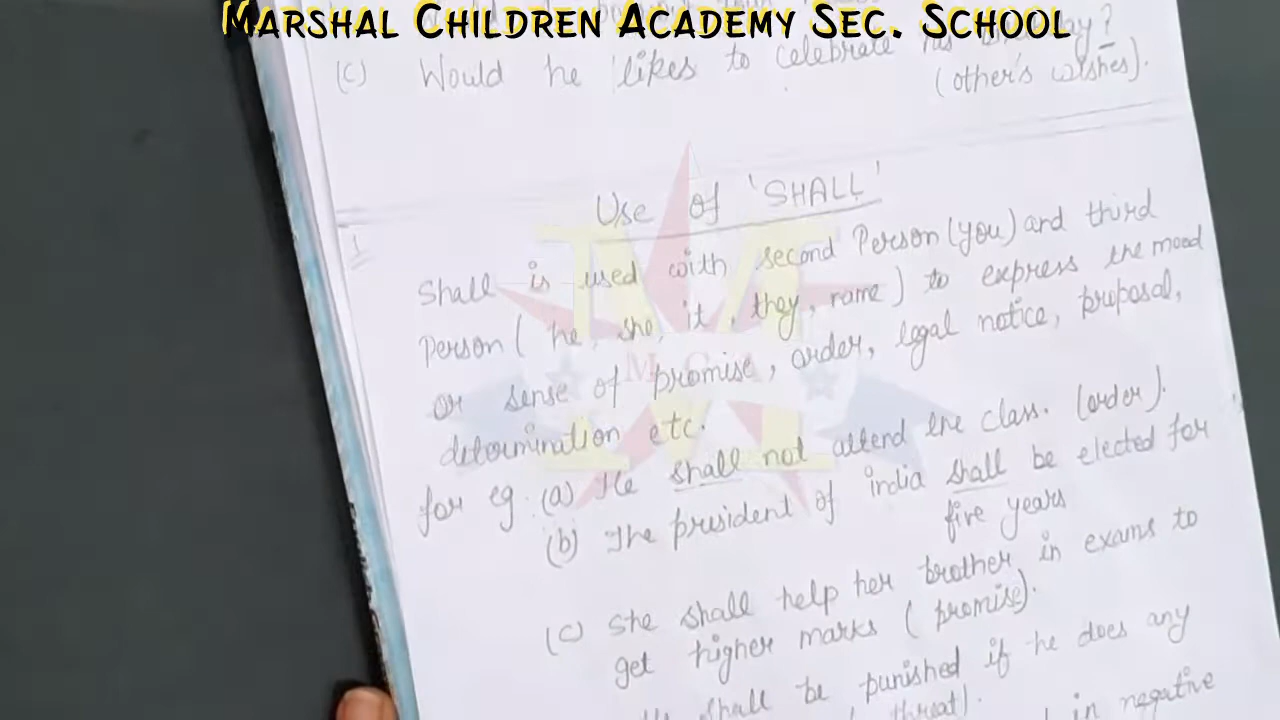 MARSHAL CHILDREN ACADEMY SEC. SCHOOL
(c) Would he likes to celebrate his
(other's wishes).
Use of 'SHALL'
1
Shall is used with second Person (you) and third
person ( he, she, it, they, name ) to express the mood
or sense of promise, order, legal notice, proposal,
determination etc.
for eg. (a) He shall not attend the class. (order).
(b) The president of india shall be elected for
five years
(c) She shall help her brother in exams to
get higher marks ( promise).
shall be punished if he does any
threat).
in negative